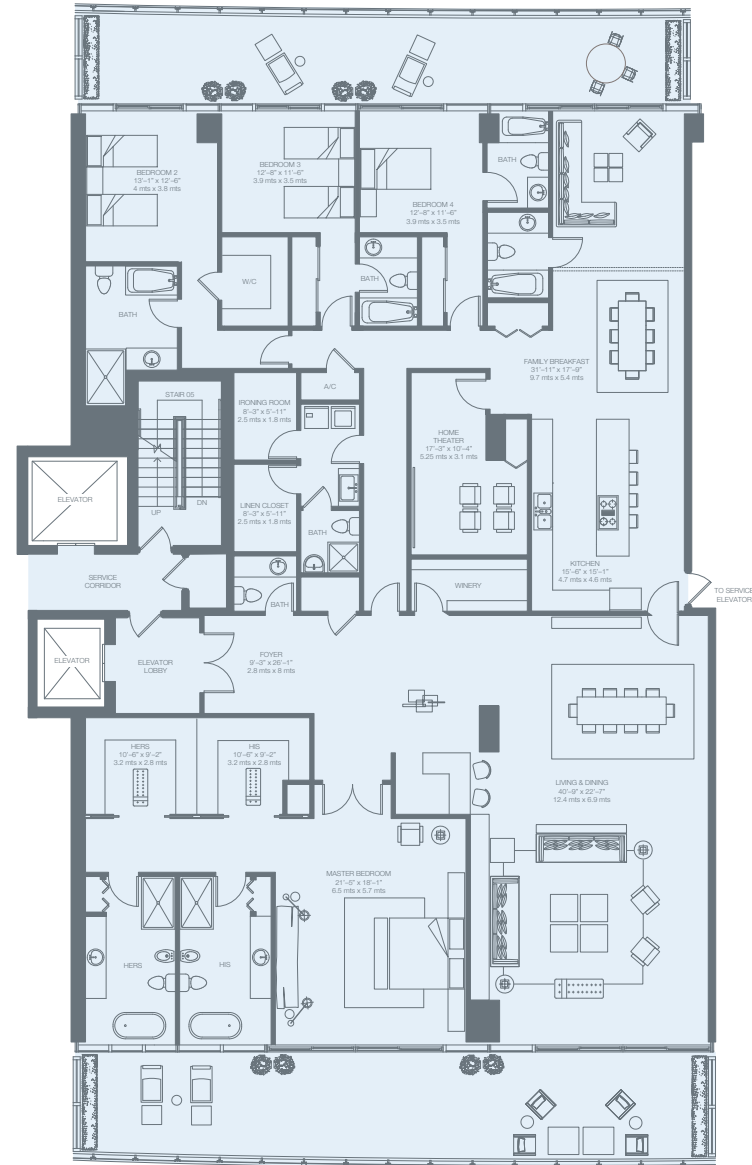 BEDROOM 2
13'-1" x 12'-6"
4 mts x 3.8 mts
BEDROOM 3
12'-8" x 11'-6"
3.9 mts x 3.5 mts
BEDROOM 4
12'-8" x 11'-6"
3.9 mts x 3.5 mts
BATH
W/C
BATH
BATH
FAMILY BREAKFAST
31'-11" x 17'-9"
9.7 mts x 5.4 mts
A/C
STAIR 05
IRONING ROOM
8'-3" x 5'-11"
2.5 mts x 1.8 mts
HOME
THEATER
17'-3" x 10'-4"
5.25 mts x 3.1 mts
ELEVATOR
UP
DN
LINEN CLOSET
8'-3" x 5'-11"
2.5 mts x 1.8 mts
BATH
KITCHEN
15'-6" x 15'-1"
4.7 mts x 4.6 mts
SERVICE
CORRIDOR
WINERY
TO SERVICE
ELEVATOR
BATH
ELEVATOR
ELEVATOR
LOBBY
FOYER
9'-3" x 26'-1"
2.8 mts x 8 mts
HERS
10'-6" x 9'-2"
3.2 mts x 2.8 mts
HIS
10'-6" x 9'-2"
3.2 mts x 2.8 mts
LIVING & DINING
40'-9" x 22'-7"
12.4 mts x 6.9 mts
MASTER BEDROOM
21'-5" x 18'-1"
6.5 mts x 5.7 mts
HERS
HIS